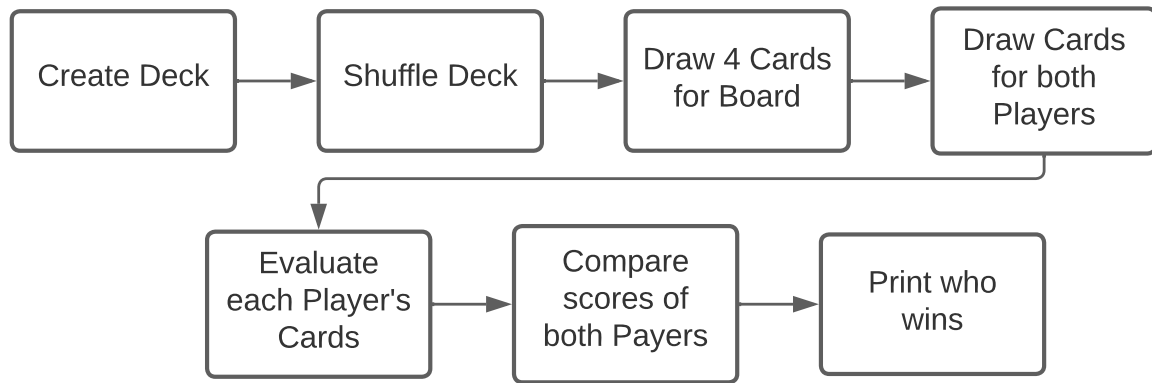 Create Deck
Shuffle Deck
Draw 4 Cards
for Board
Draw Cards
for both
Players
Evaluate
each Player's
Cards
Compare
scores of
both Payers
Print who
wins